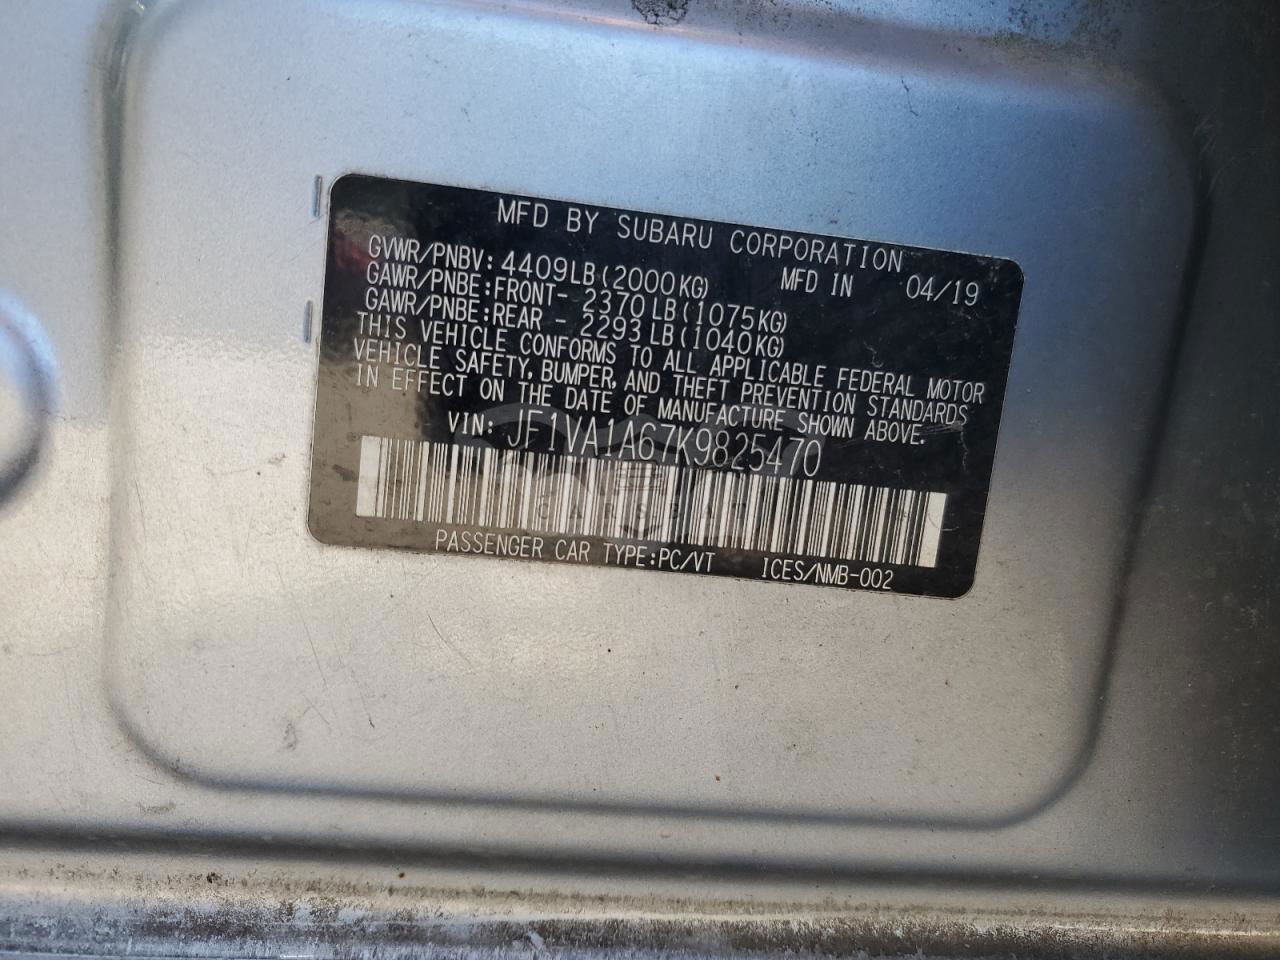 MFD BY SUBARU CORPORATION
MFD IN 04/19
GVWR/PNBV: 4409LB(2000KG)
GAWR/PNBE:FRONT- 2370LB(1075KG)
GAWR/PNBE:REAR - 2293LB(1040KG)
THIS VEHICLE CONFORMS TO ALL APPLICABLE FEDERAL MOTOR
VEHICLE SAFETY, BUMPER, AND THEFT PREVENTION STANDARDS
IN EFFECT ON THE DATE OF MANUFACTURE SHOWN ABOVE.
VIN: JF1VA1A67K9825470
PASSENGER CAR TYPE:PC/VT ICES/NMB-002